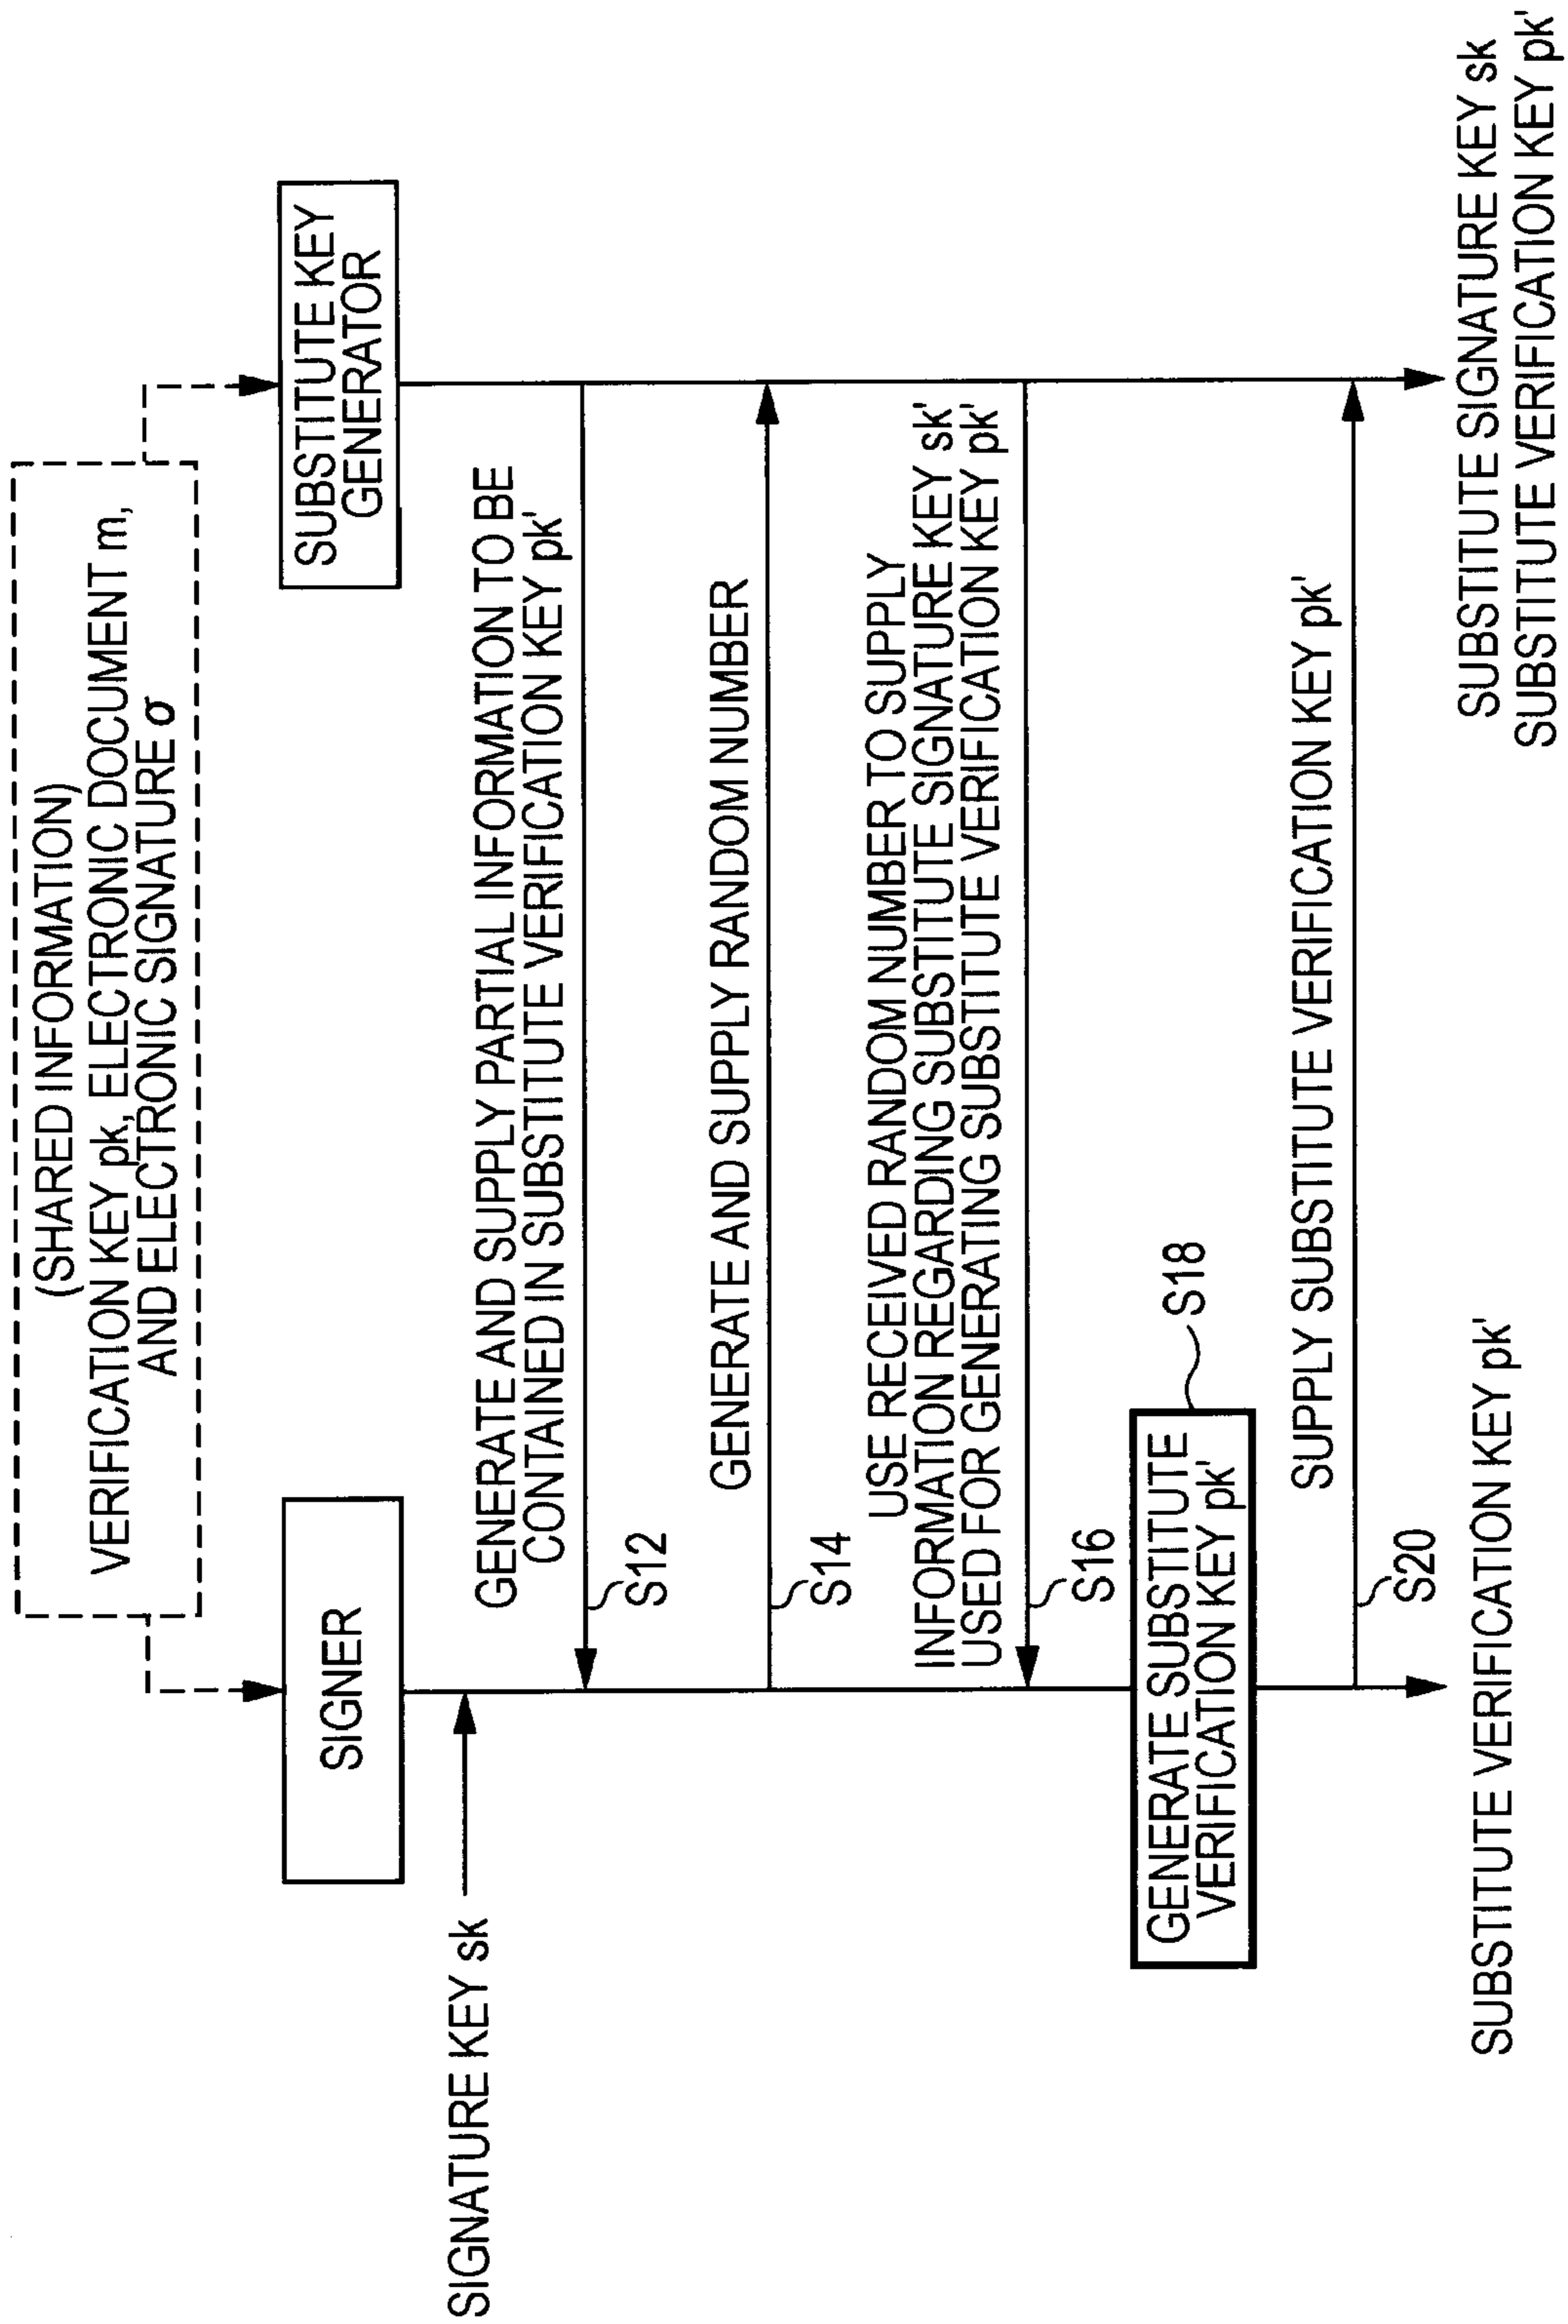 (SHARED INFORMATION)
VERIFICATION KEY pk, ELECTRONIC DOCUMENT m,
AND ELECTRONIC SIGNATURE σ
SIGNER
SUBSTITUTE KEY
GENERATOR
SIGNATURE KEY sk
GENERATE AND SUPPLY PARTIAL INFORMATION TO BE
CONTAINED IN SUBSTITUTE VERIFICATION KEY pk'
S12
GENERATE AND SUPPLY RANDOM NUMBER
S14
USE RECEIVED RANDOM NUMBER TO SUPPLY
INFORMATION REGARDING SUBSTITUTE SIGNATURE KEY sk'
USED FOR GENERATING SUBSTITUTE VERIFICATION KEY pk'
S16
GENERATE SUBSTITUTE
VERIFICATION KEY pk'
S18
SUPPLY SUBSTITUTE VERIFICATION KEY pk'
S20
SUBSTITUTE VERIFICATION KEY pk'
SUBSTITUTE SIGNATURE KEY sk
SUBSTITUTE VERIFICATION KEY pk'